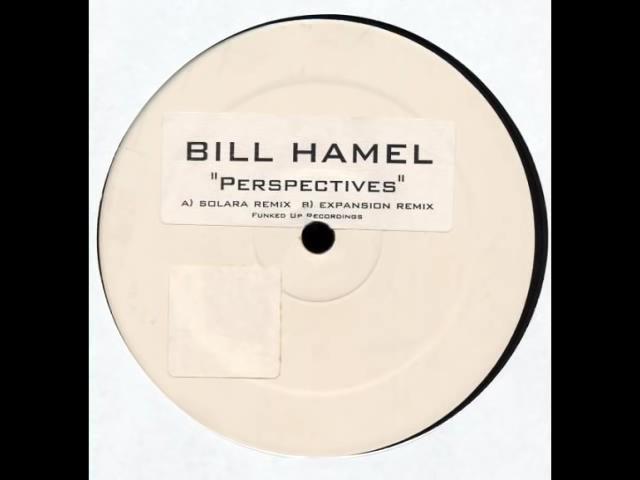 BILL HAMEL
"PERSPECTIVES"
A) SOLARA REMIX B) EXPANSION REMIX
FUNKED UP RECORDINGS